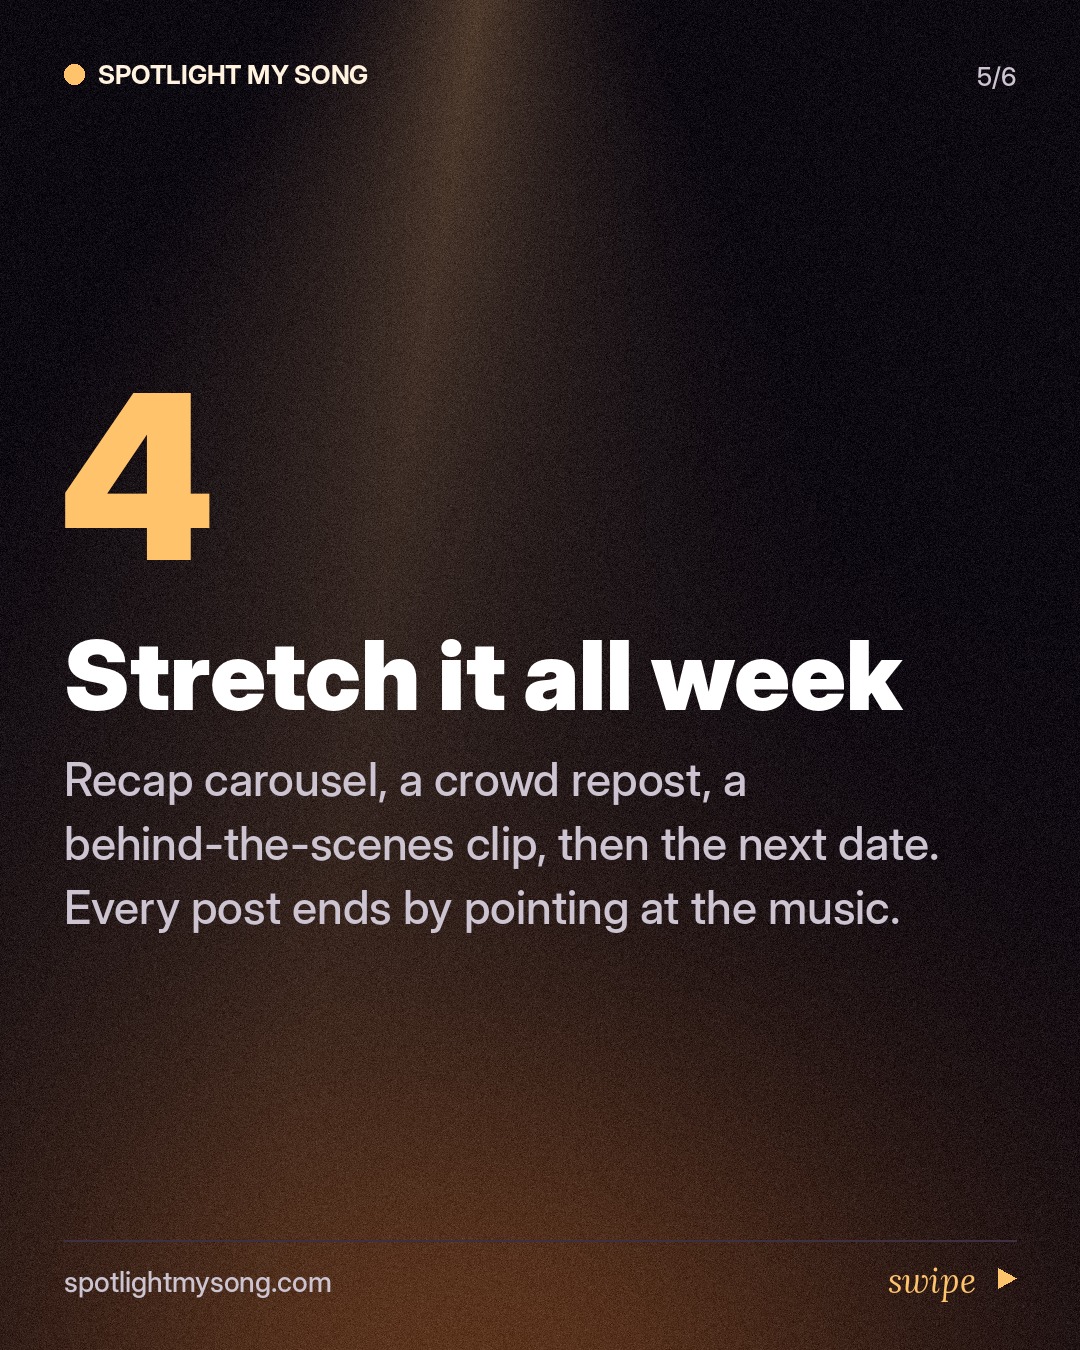 SPOTLIGHT MY SONG
5/6
4
Stretch it all week
Recap carousel, a crowd repost, a
behind-the-scenes clip, then the next date.
Every post ends by pointing at the music.
spotlightmysong.com
swipe